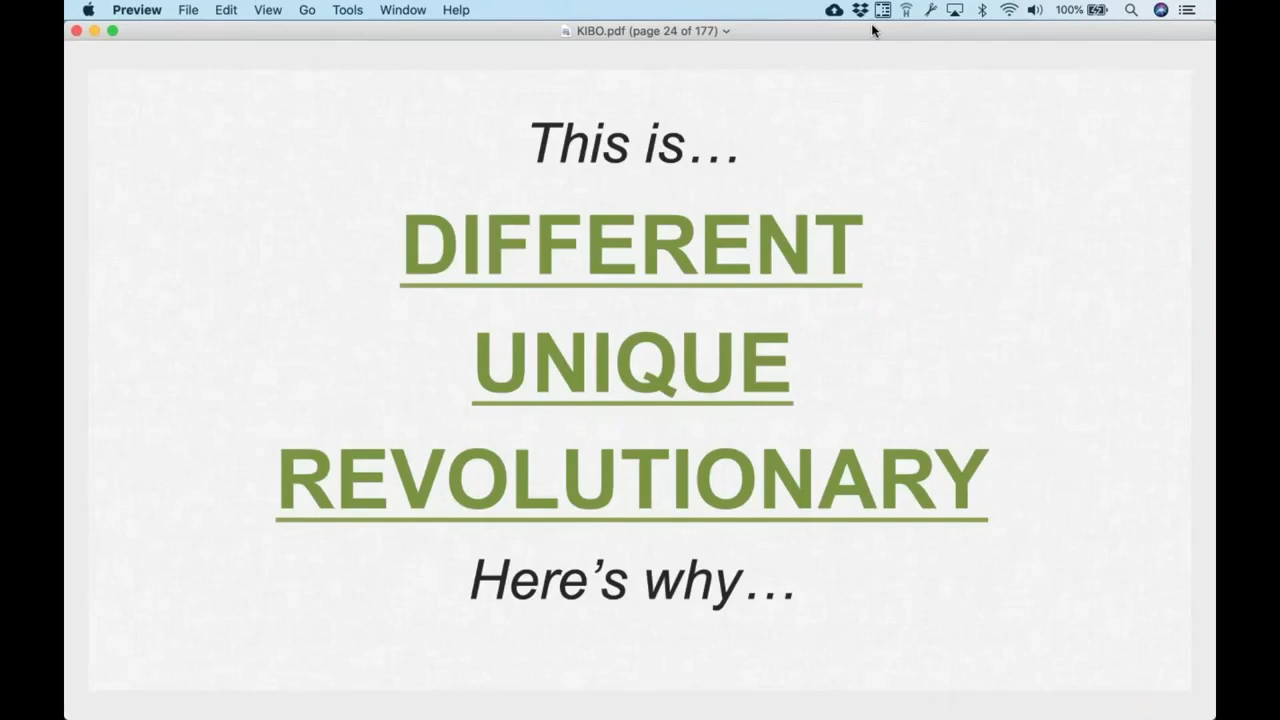 Preview File Edit View Go Tools Window Help 100%
KIBO.pdf (page 24 of 177)
This is…
DIFFERENT
UNIQUE
REVOLUTIONARY
Here’s why…